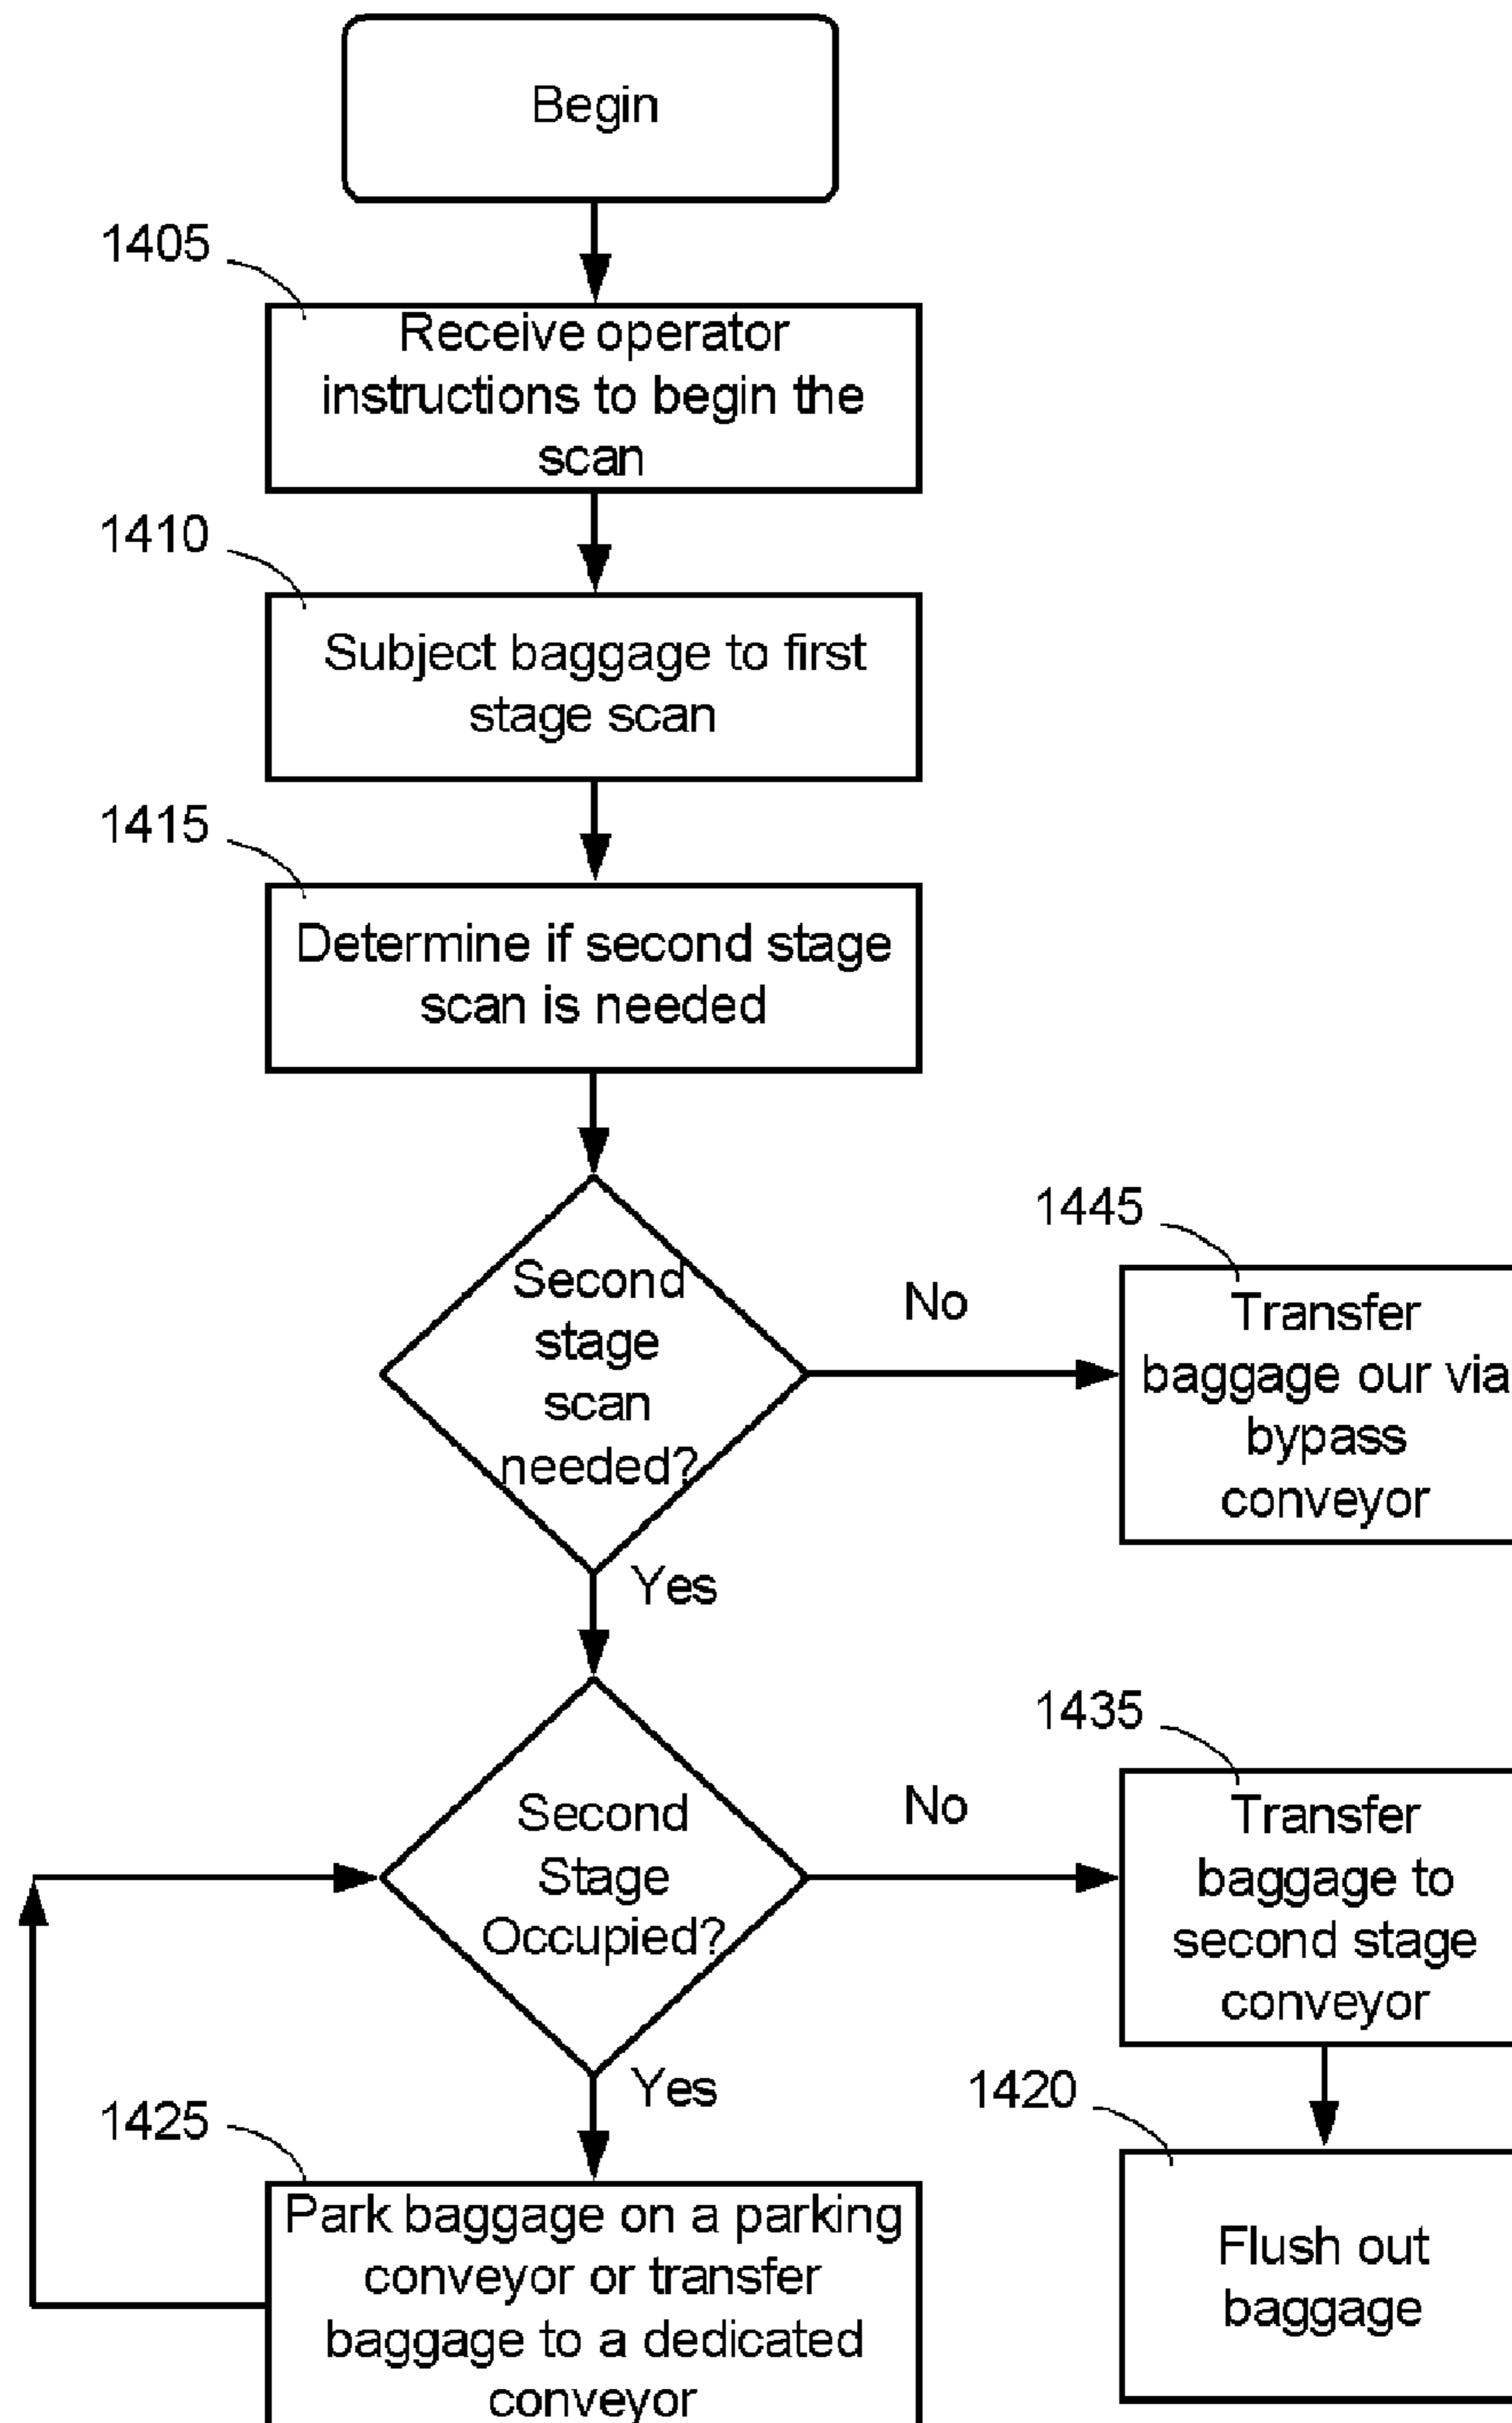 Begin
1405
Receive operator
instructions to begin the
scan
1410
Subject baggage to first
stage scan
1415
Determine if second stage
scan is needed
Second
stage
scan
needed?
No
1445
Transfer
baggage our via
bypass
conveyor
Yes
Second
Stage
Occupied?
No
1435
Transfer
baggage to
second stage
conveyor
Yes
1425
Park baggage on a parking
conveyor or transfer
baggage to a dedicated
conveyor
1420
Flush out
baggage